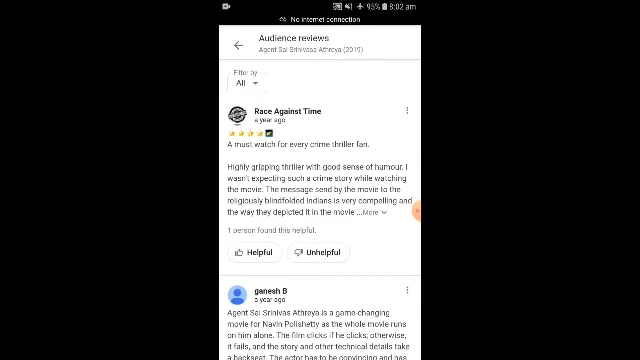 95% 8:02 am
No internet connection
Audience reviews
Agent Sai Srinivasa Athreya (2019)
Filter by
All
Race Against Time
a year ago
A must watch for every crime thriller fan.
Highly gripping thriller with good sense of humour. I
wasn't expecting such a crime story while watching
the movie. The message send by the movie to the
religiously blindfolded indians is very compelling and
the way they depicted it in the movie ...More
1 person found this helpful.
Helpful Unhelpful
ganesh B
a year ago
Agent Sai Srinivas Athreya is a game-changing
movie for Navin Polishetty as the whole movie runs
on him alone. The film clicks if he clicks; otherwise,
it fails, and the story and other technical details take
a backseat. The actor has to be convincing and has